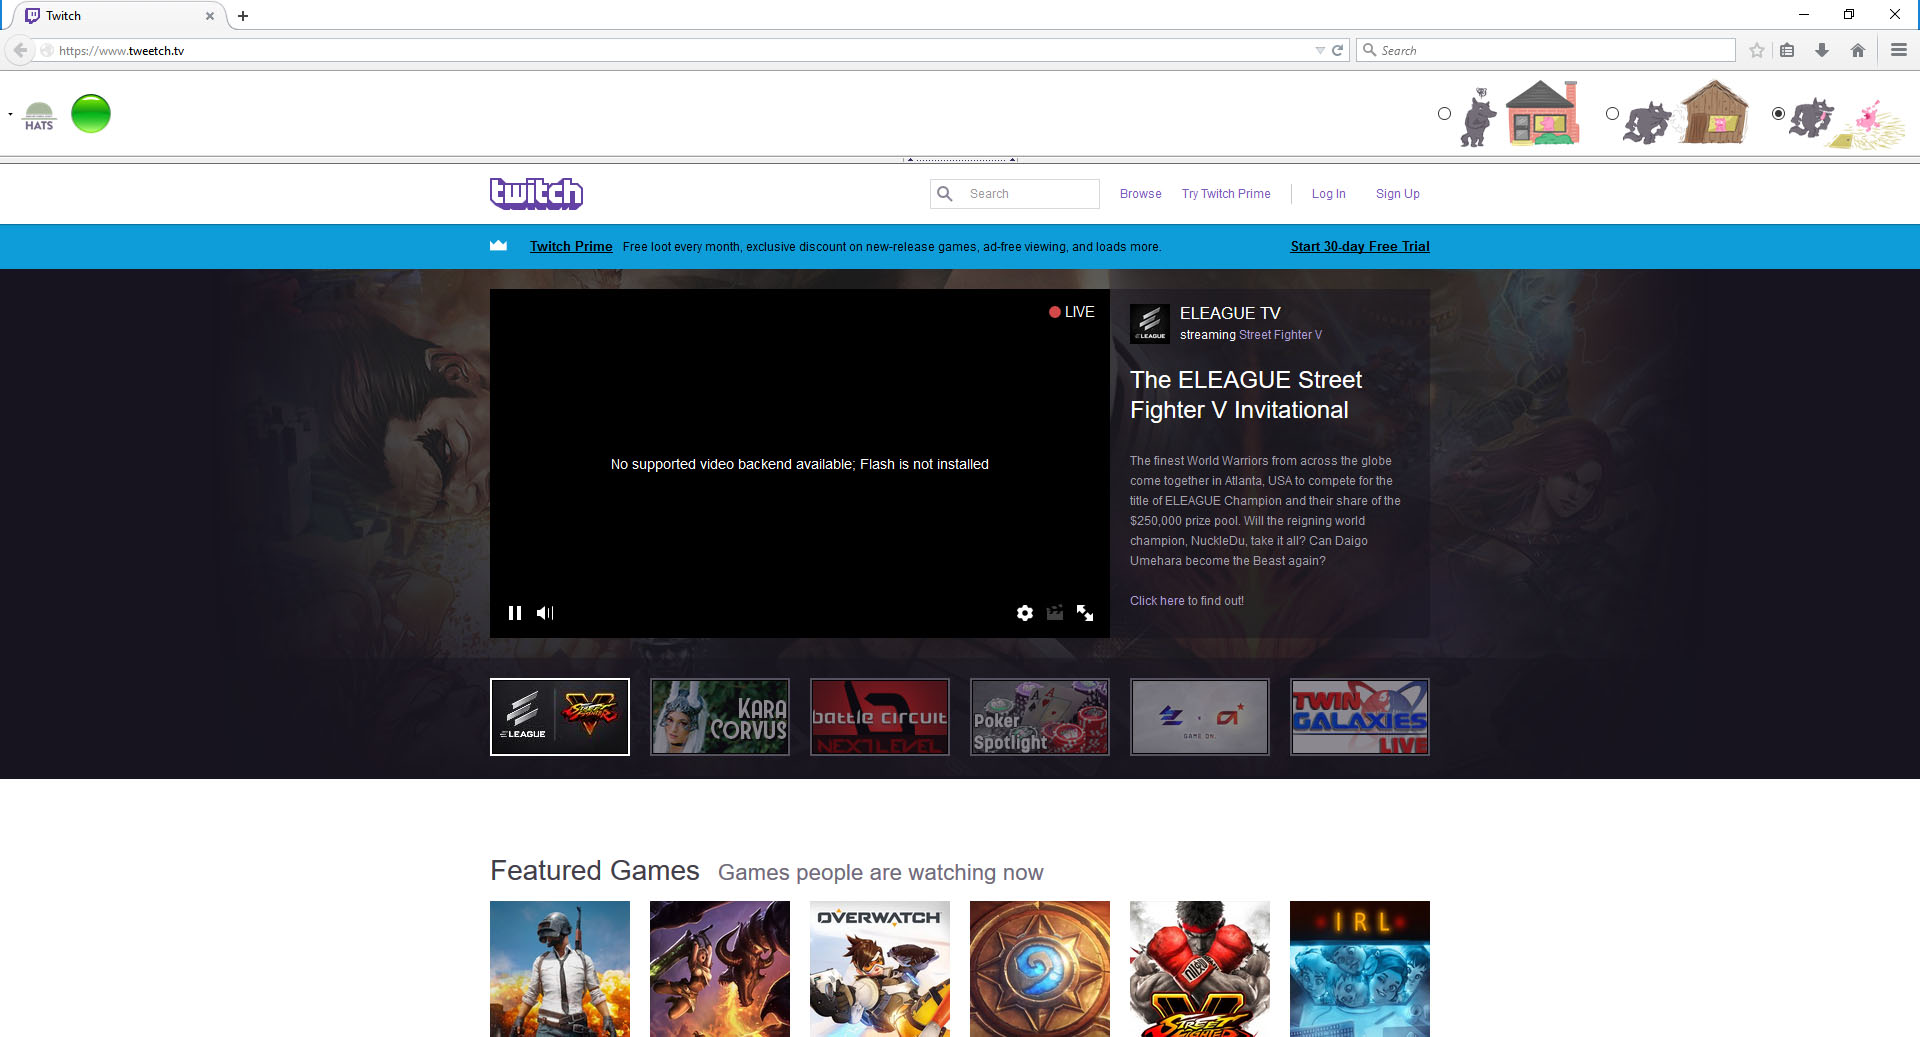 Twitch
https://www.tweetch.tv
Search
HATS
twitch
Search
Browse
Try Twitch Prime
Log In
Sign Up
Twitch Prime
Free loot every month, exclusive discount on new-release games, ad-free viewing, and loads more.
Start 30-day Free Trial
LIVE
No supported video backend available; Flash is not installed
ELEAGUE
ELEAGUE TV
streaming Street Fighter V
The ELEAGUE Street
Fighter V Invitational
The finest World Warriors from across the globe
come together in Atlanta, USA to compete for the
title of ELEAGUE Champion and their share of the
$250,000 prize pool. Will the reigning world
champion, NuckleDu, take it all? Can Daigo
Umehara become the Beast again?
Click here to find out!
ELEAGUE
STREET FIGHTER V
KARA
CORVUS
battle circuit
NEXT LEVEL
Poker
Spotlight
GAME ON.
TWIN
GALAXIES
LIVE
Featured Games
Games people are watching now
OVERWATCH
STREET FIGHTER V
IRL